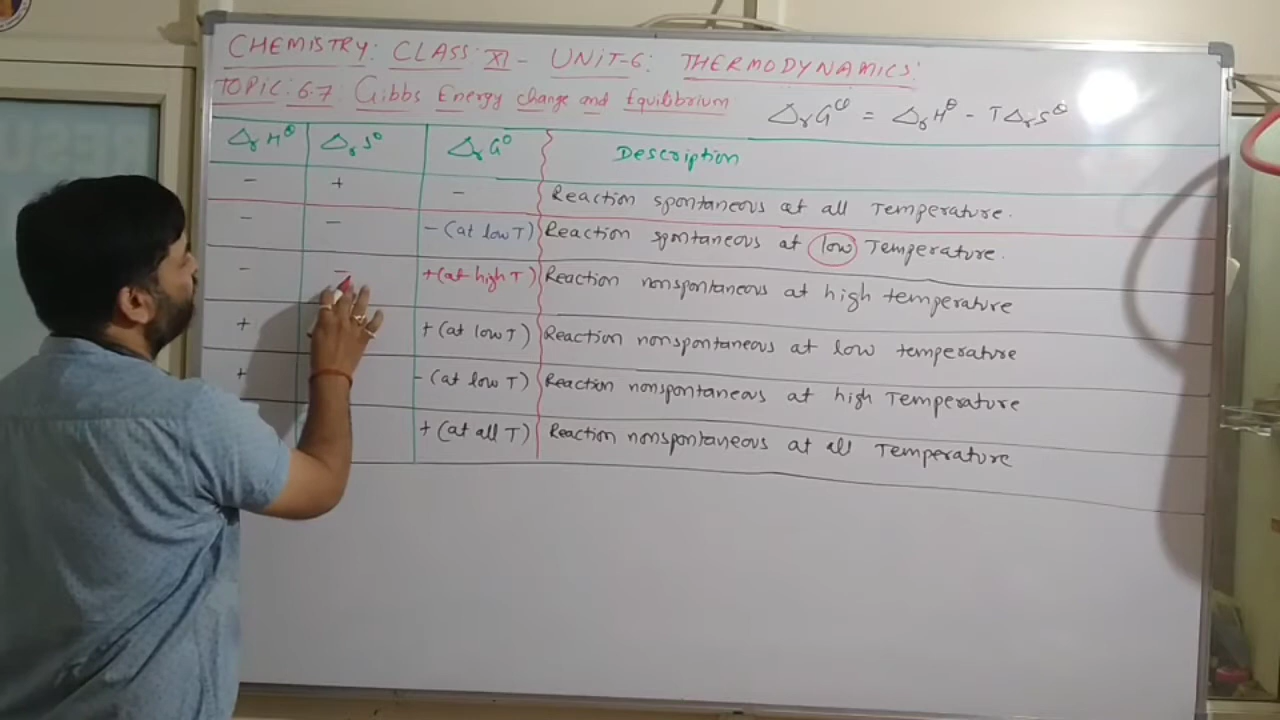 CHEMISTRY: CLASS: XI - UNIT-6: THERMODYNAMICS:
TOPIC: 6.7: Gibbs Energy change and Equilibrium
ΔrG⊖ = ΔrH⊖ - TΔrS⊖
ΔrH⊖ ΔrS⊖ ΔrG⊖ Description
- + - Reaction spontaneous at all Temperature.
- - - (at low T) Reaction spontaneous at low Temperature.
- - + (at high T) Reaction nonspontaneous at high temperature
+ + (at low T) Reaction nonspontaneous at low temperature
+ - (at low T) Reaction nonspontaneous at high Temperature
+ (at all T) Reaction nonspontaneous at all Temperature